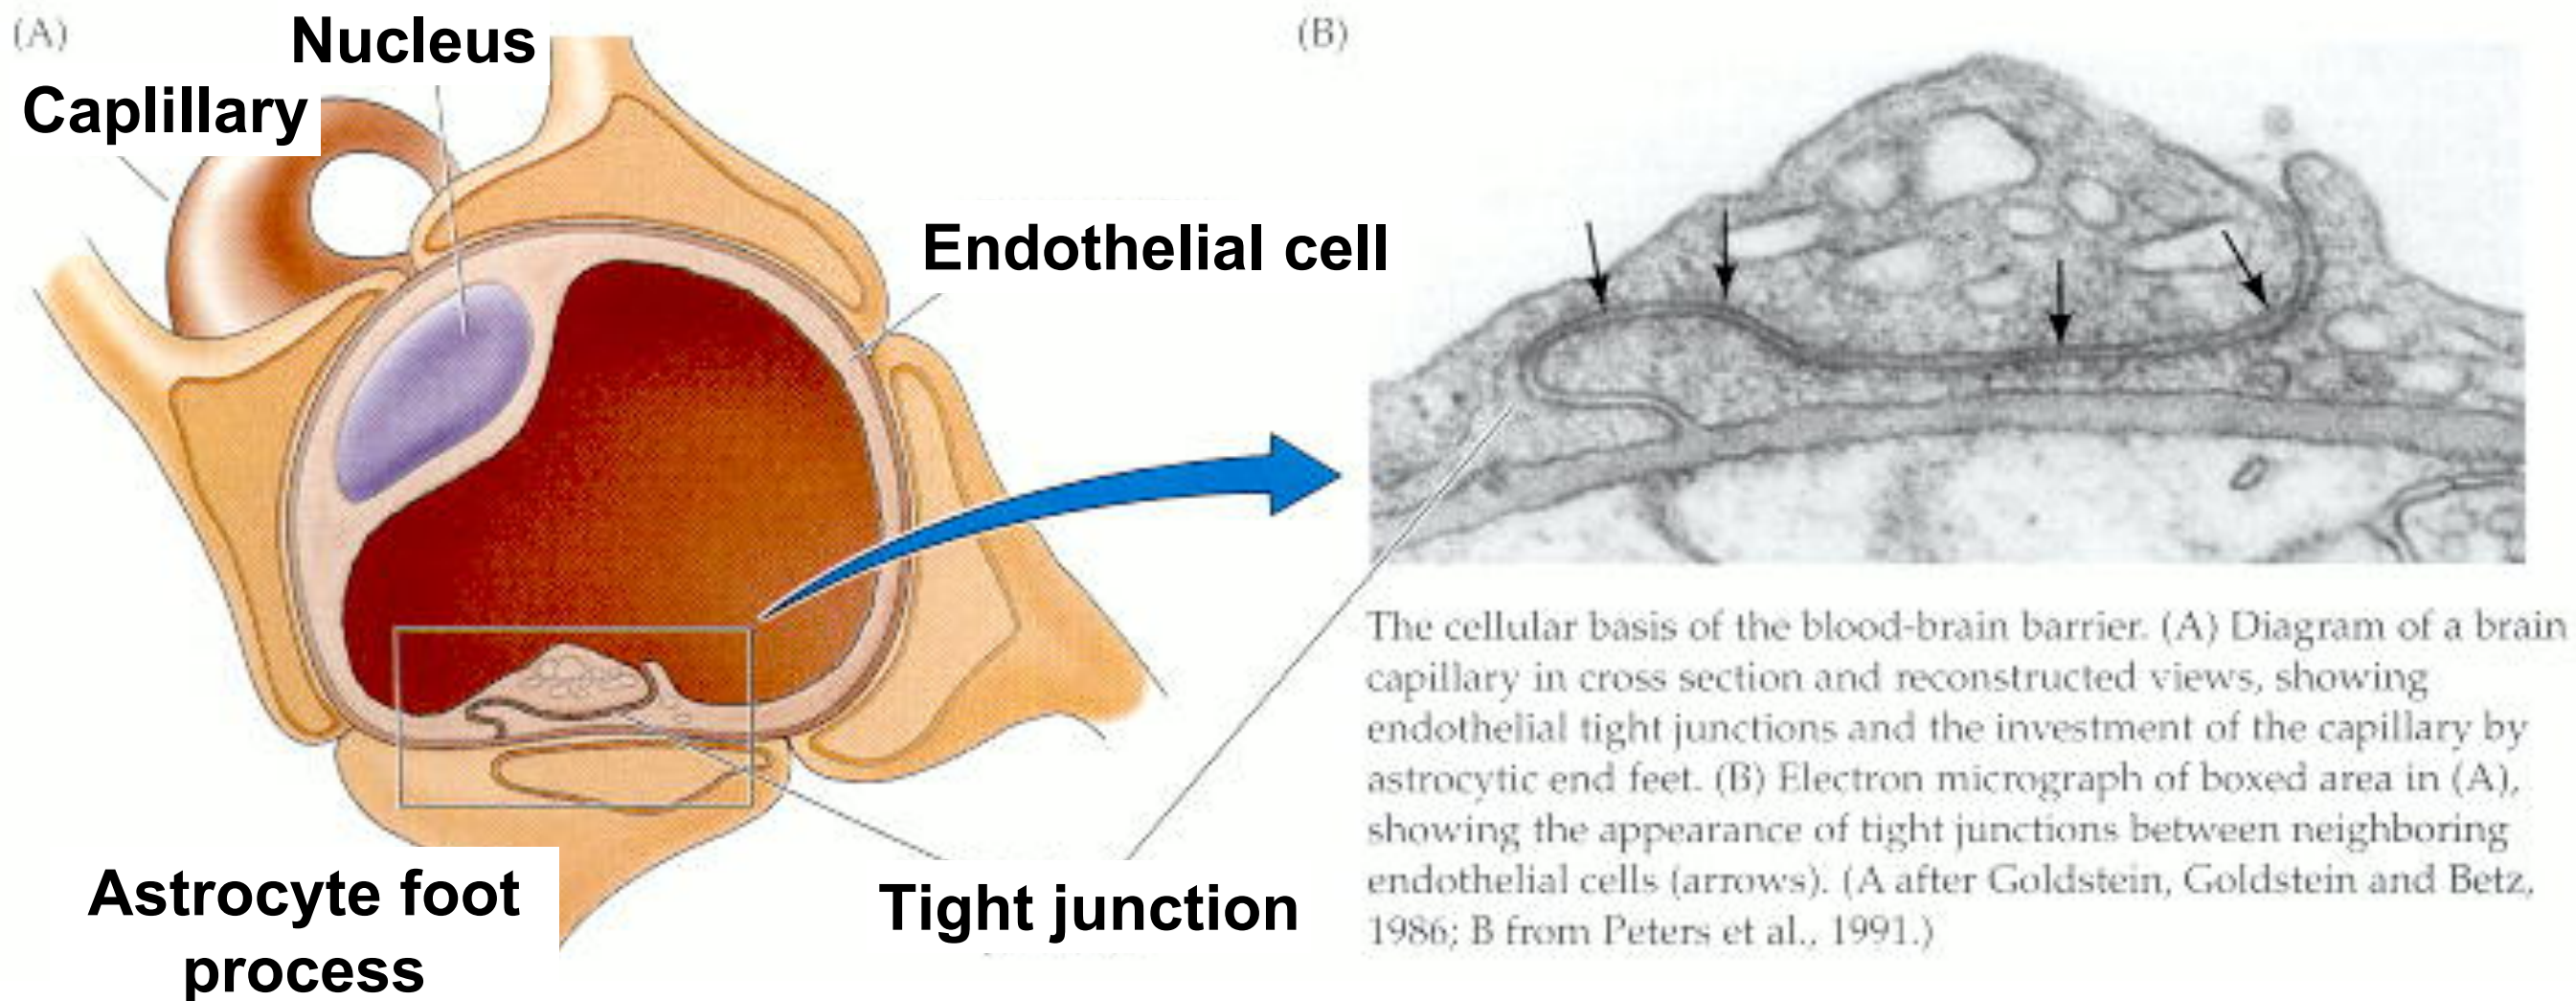 (A)
Nucleus
Caplillary
Endothelial cell
Astrocyte foot
process
Tight junction
(B)
The cellular basis of the blood-brain barrier. (A) Diagram of a brain
capillary in cross section and reconstructed views, showing
endothelial tight junctions and the investment of the capillary by
astrocytic end feet. (B) Electron micrograph of boxed area in (A),
showing the appearance of tight junctions between neighboring
endothelial cells (arrows). (A after Goldstein, Goldstein and Betz,
1986; B from Peters et al., 1991.)